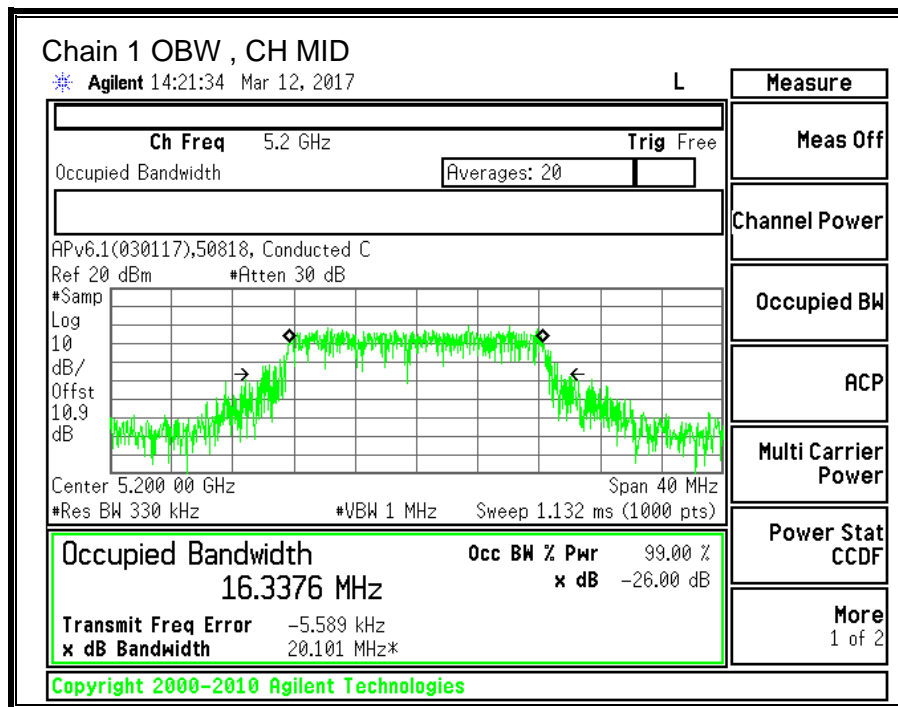 Chain 1 OBW , CH MID
Agilent 14:21:34 Mar 12, 2017 L
Measure
Ch Freq 5.2 GHz Trig Free
Occupied Bandwidth Averages: 20
APv6.1(030117),50818, Conducted C
Ref 20 dBm #Atten 30 dB
#Samp
Log
10
dB/
Offst
10.9
dB
Center 5.200 00 GHz Span 40 MHz
#Res BW 330 kHz #VBW 1 MHz Sweep 1.132 ms (1000 pts)
Occupied Bandwidth Occ BW % Pwr 99.00 %
16.3376 MHz x dB -26.00 dB
Transmit Freq Error -5.589 kHz
x dB Bandwidth 20.101 MHz*
Copyright 2000-2010 Agilent Technologies
Meas Off
Channel Power
Occupied BW
ACP
Multi Carrier
Power
Power Stat
CCDF
More
1 of 2